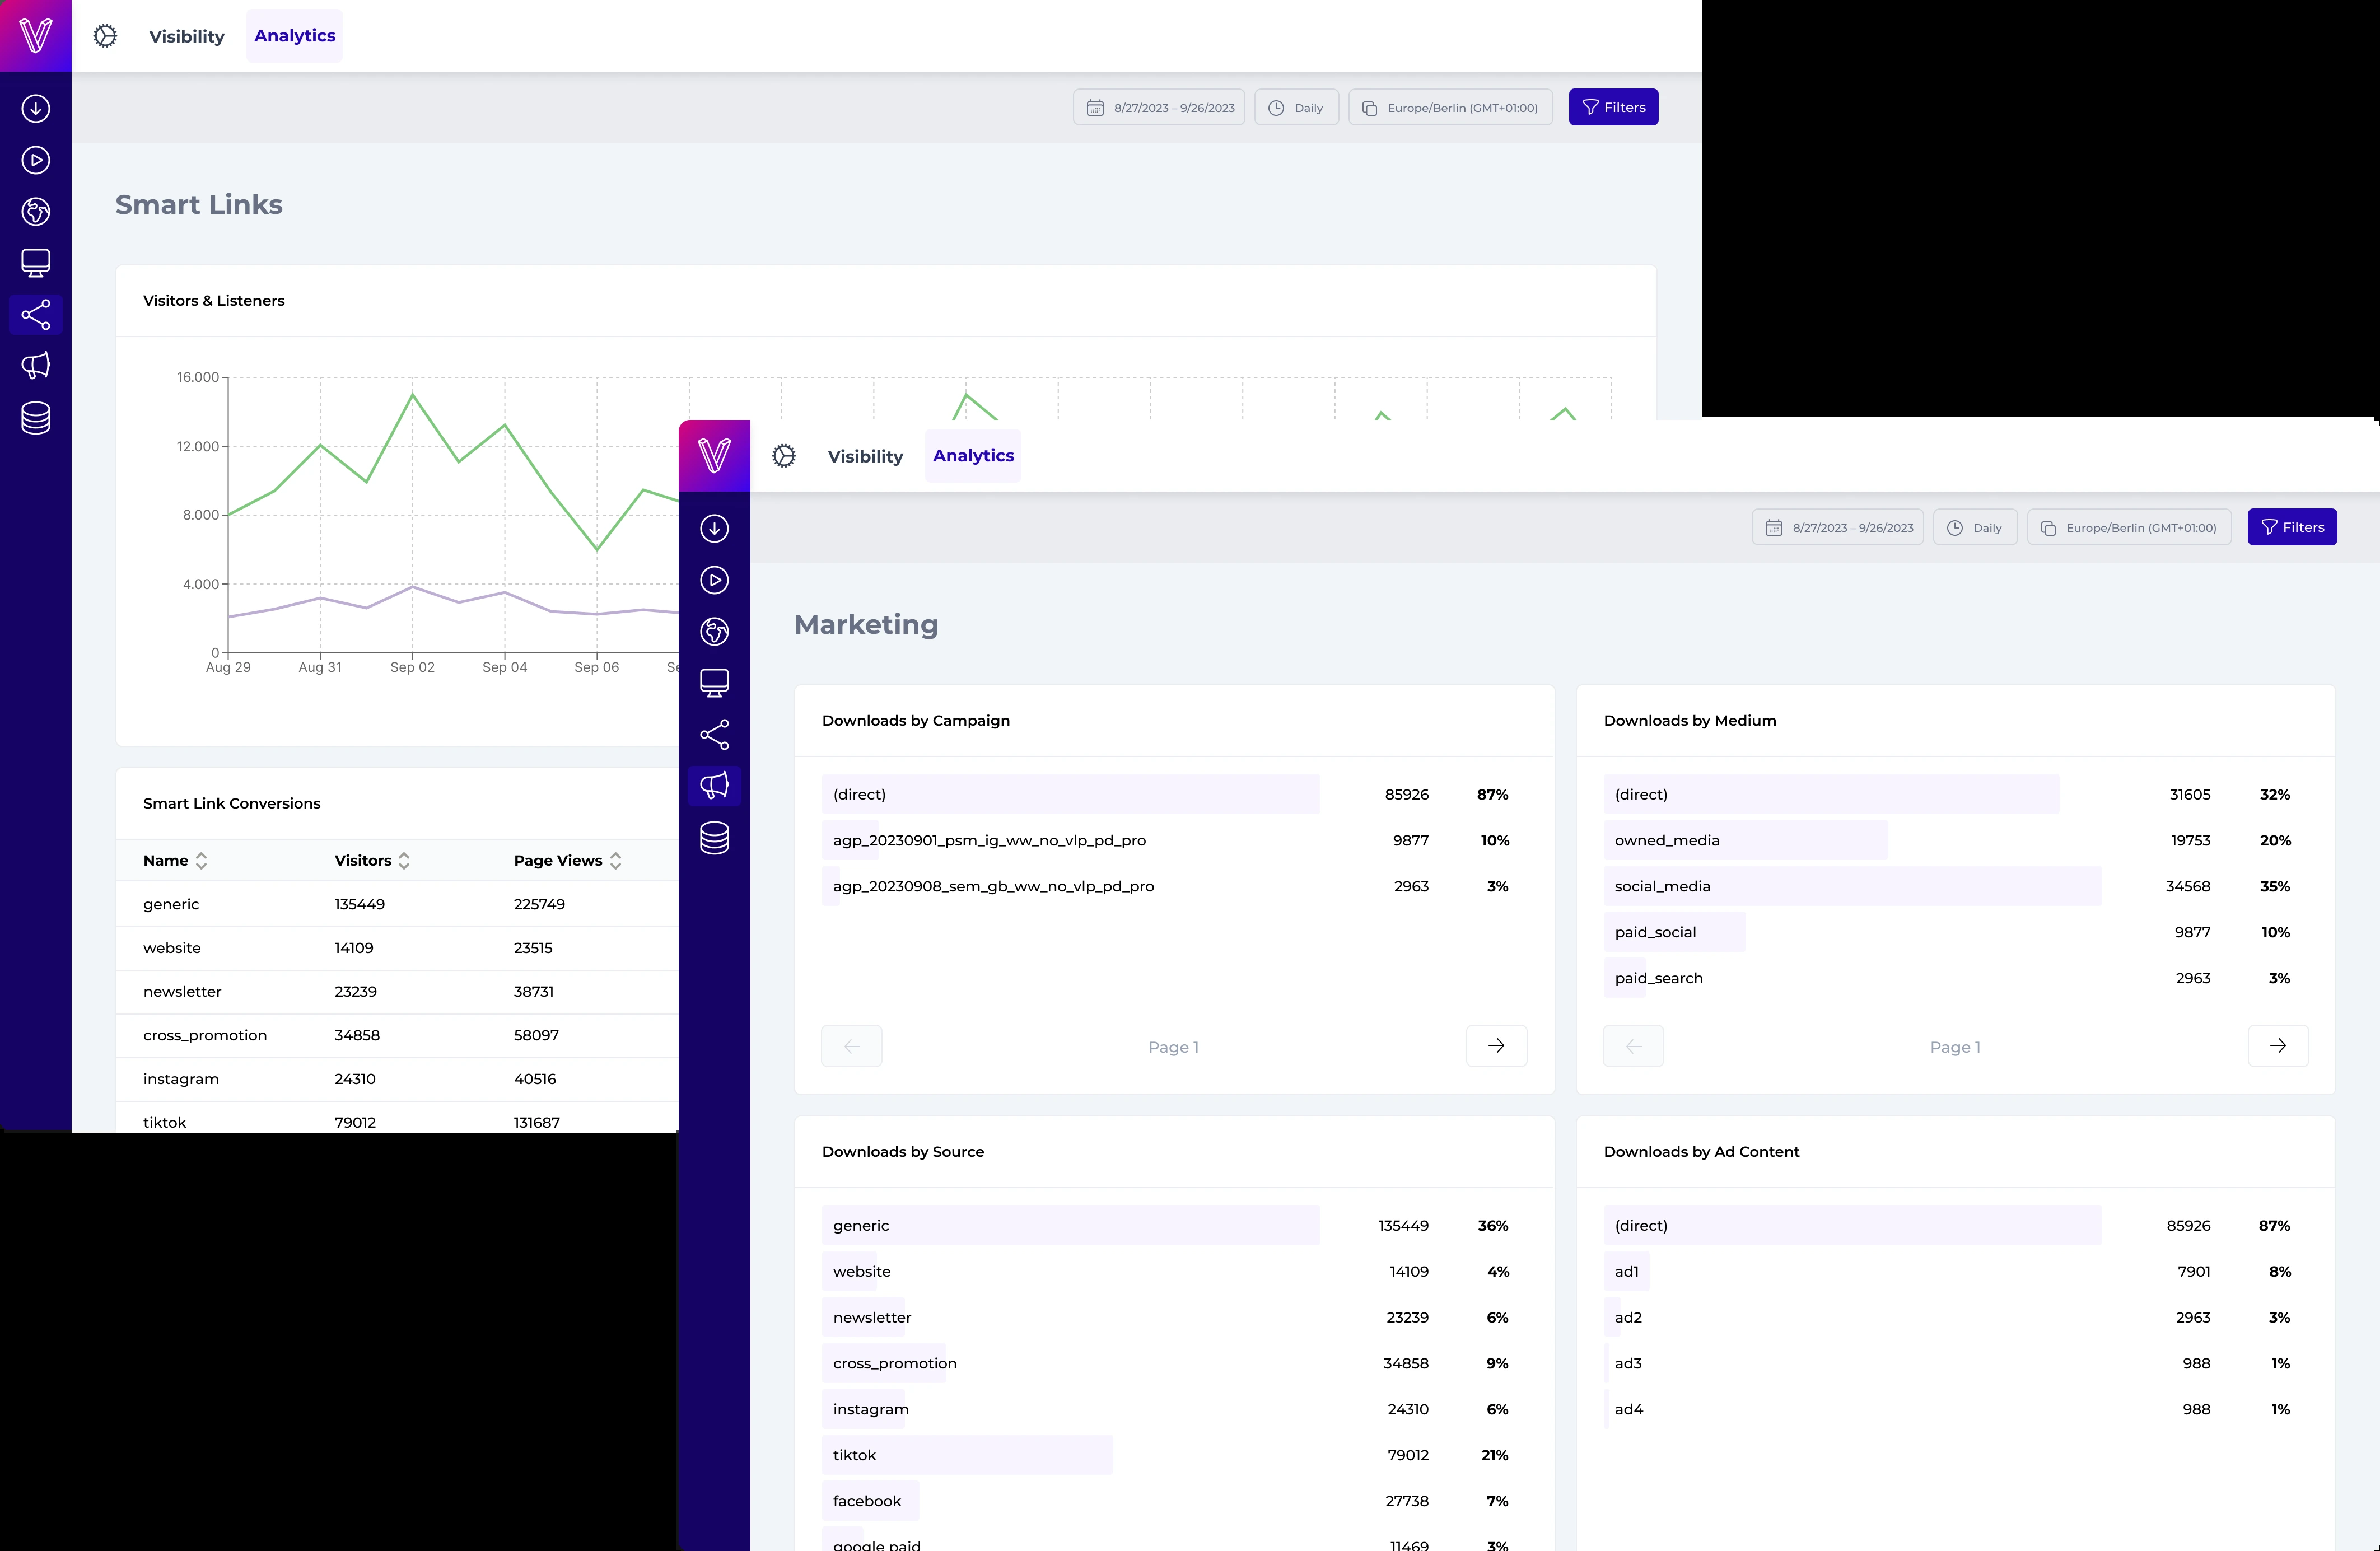 Visibility
Analytics
8/27/2023 – 9/26/2023
Daily
Europe/Berlin (GMT+01:00)
Filters
Smart Links
Visitors & Listeners
16.000
12.000
8.000
4.000
0
Aug 29 Aug 31 Sep 02 Sep 04 Sep 06
Smart Link Conversions
Name Visitors Page Views
generic 135449 225749
website 14109 23515
newsletter 23239 38731
cross_promotion 34858 58097
instagram 24310 40516
tiktok 79012 131687
Visibility
Analytics
8/27/2023 – 9/26/2023
Daily
Europe/Berlin (GMT+01:00)
Filters
Marketing
Downloads by Campaign
(direct) 85926 87%
agp_20230901_psm_ig_ww_no_vlp_pd_pro 9877 10%
agp_20230908_sem_gb_ww_no_vlp_pd_pro 2963 3%
Page 1
Downloads by Medium
(direct) 31605 32%
owned_media 19753 20%
social_media 34568 35%
paid_social 9877 10%
paid_search 2963 3%
Page 1
Downloads by Source
generic 135449 36%
website 14109 4%
newsletter 23239 6%
cross_promotion 34858 9%
instagram 24310 6%
tiktok 79012 21%
facebook 27738 7%
google paid 11469 3%
Downloads by Ad Content
(direct) 85926 87%
ad1 7901 8%
ad2 2963 3%
ad3 988 1%
ad4 988 1%